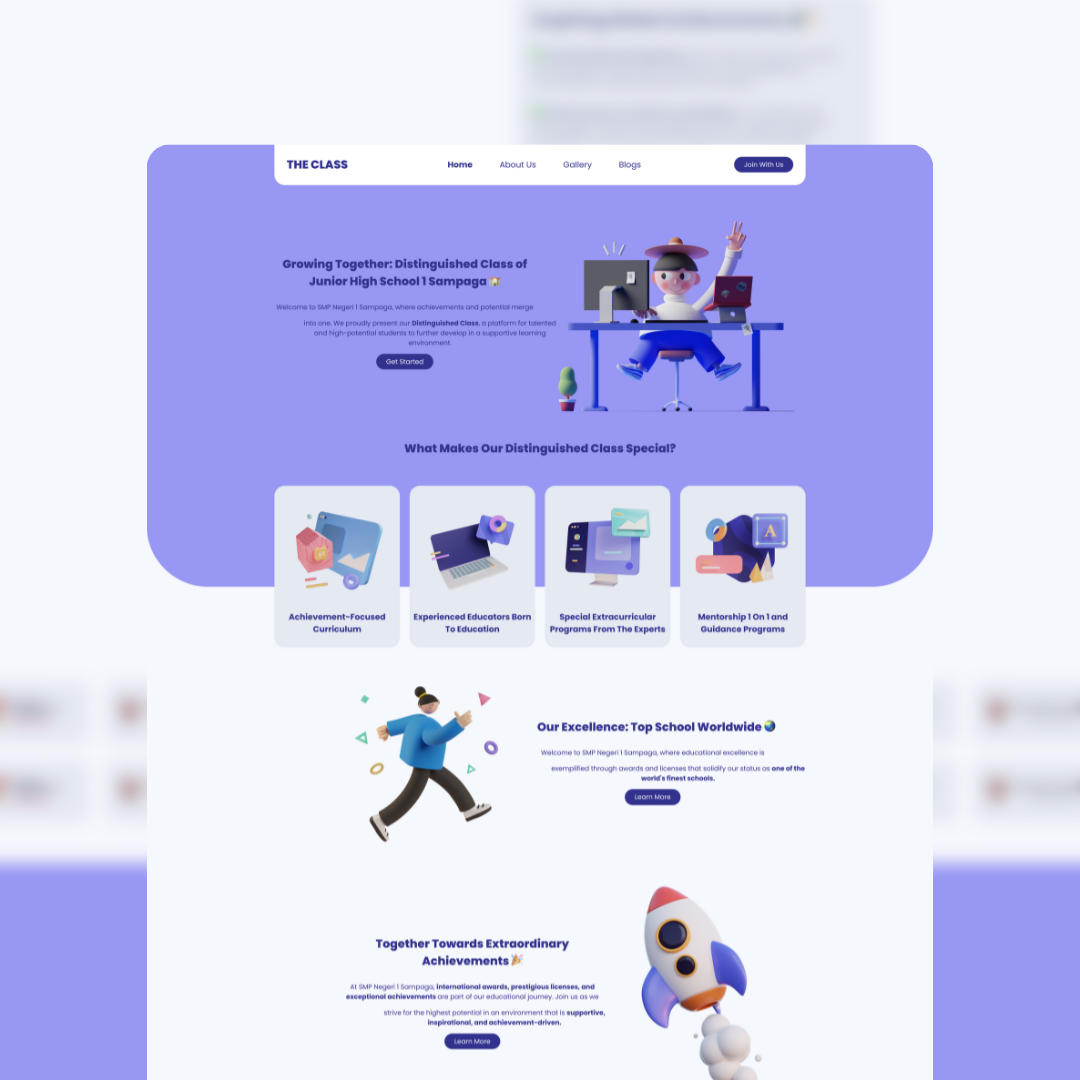 THE CLASS
Home
About Us
Gallery
Blogs
Join With Us
Growing Together: Distinguished Class of
Junior High School 1 Sampaga
Welcome to SMP Negeri 1 Sampaga, where achievements and potential merge
into one. We proudly present our Distinguished Class, a platform for talented
and high-potential students to further develop in a supportive learning
environment.
Get Started
What Makes Our Distinguished Class Special?
A
Achievement-Focused
Curriculum
Experienced Educators Born
To Education
Special Extracurricular
Programs From The Experts
Mentorship 1 On 1 and
Guidance Programs
Our Excellence: Top School Worldwide
Welcome to SMP Negeri 1 Sampaga, where educational excellence is
exemplified through awards and licenses that solidify our status as one of the
world's finest schools.
Learn More
Together Towards Extraordinary
Achievements
At SMP Negeri 1 Sampaga, international awards, prestigious licenses, and
exceptional achievements are part of our educational journey. Join us as we
strive for the highest potential in an environment that is supportive,
inspirational, and achievement-driven.
Learn More